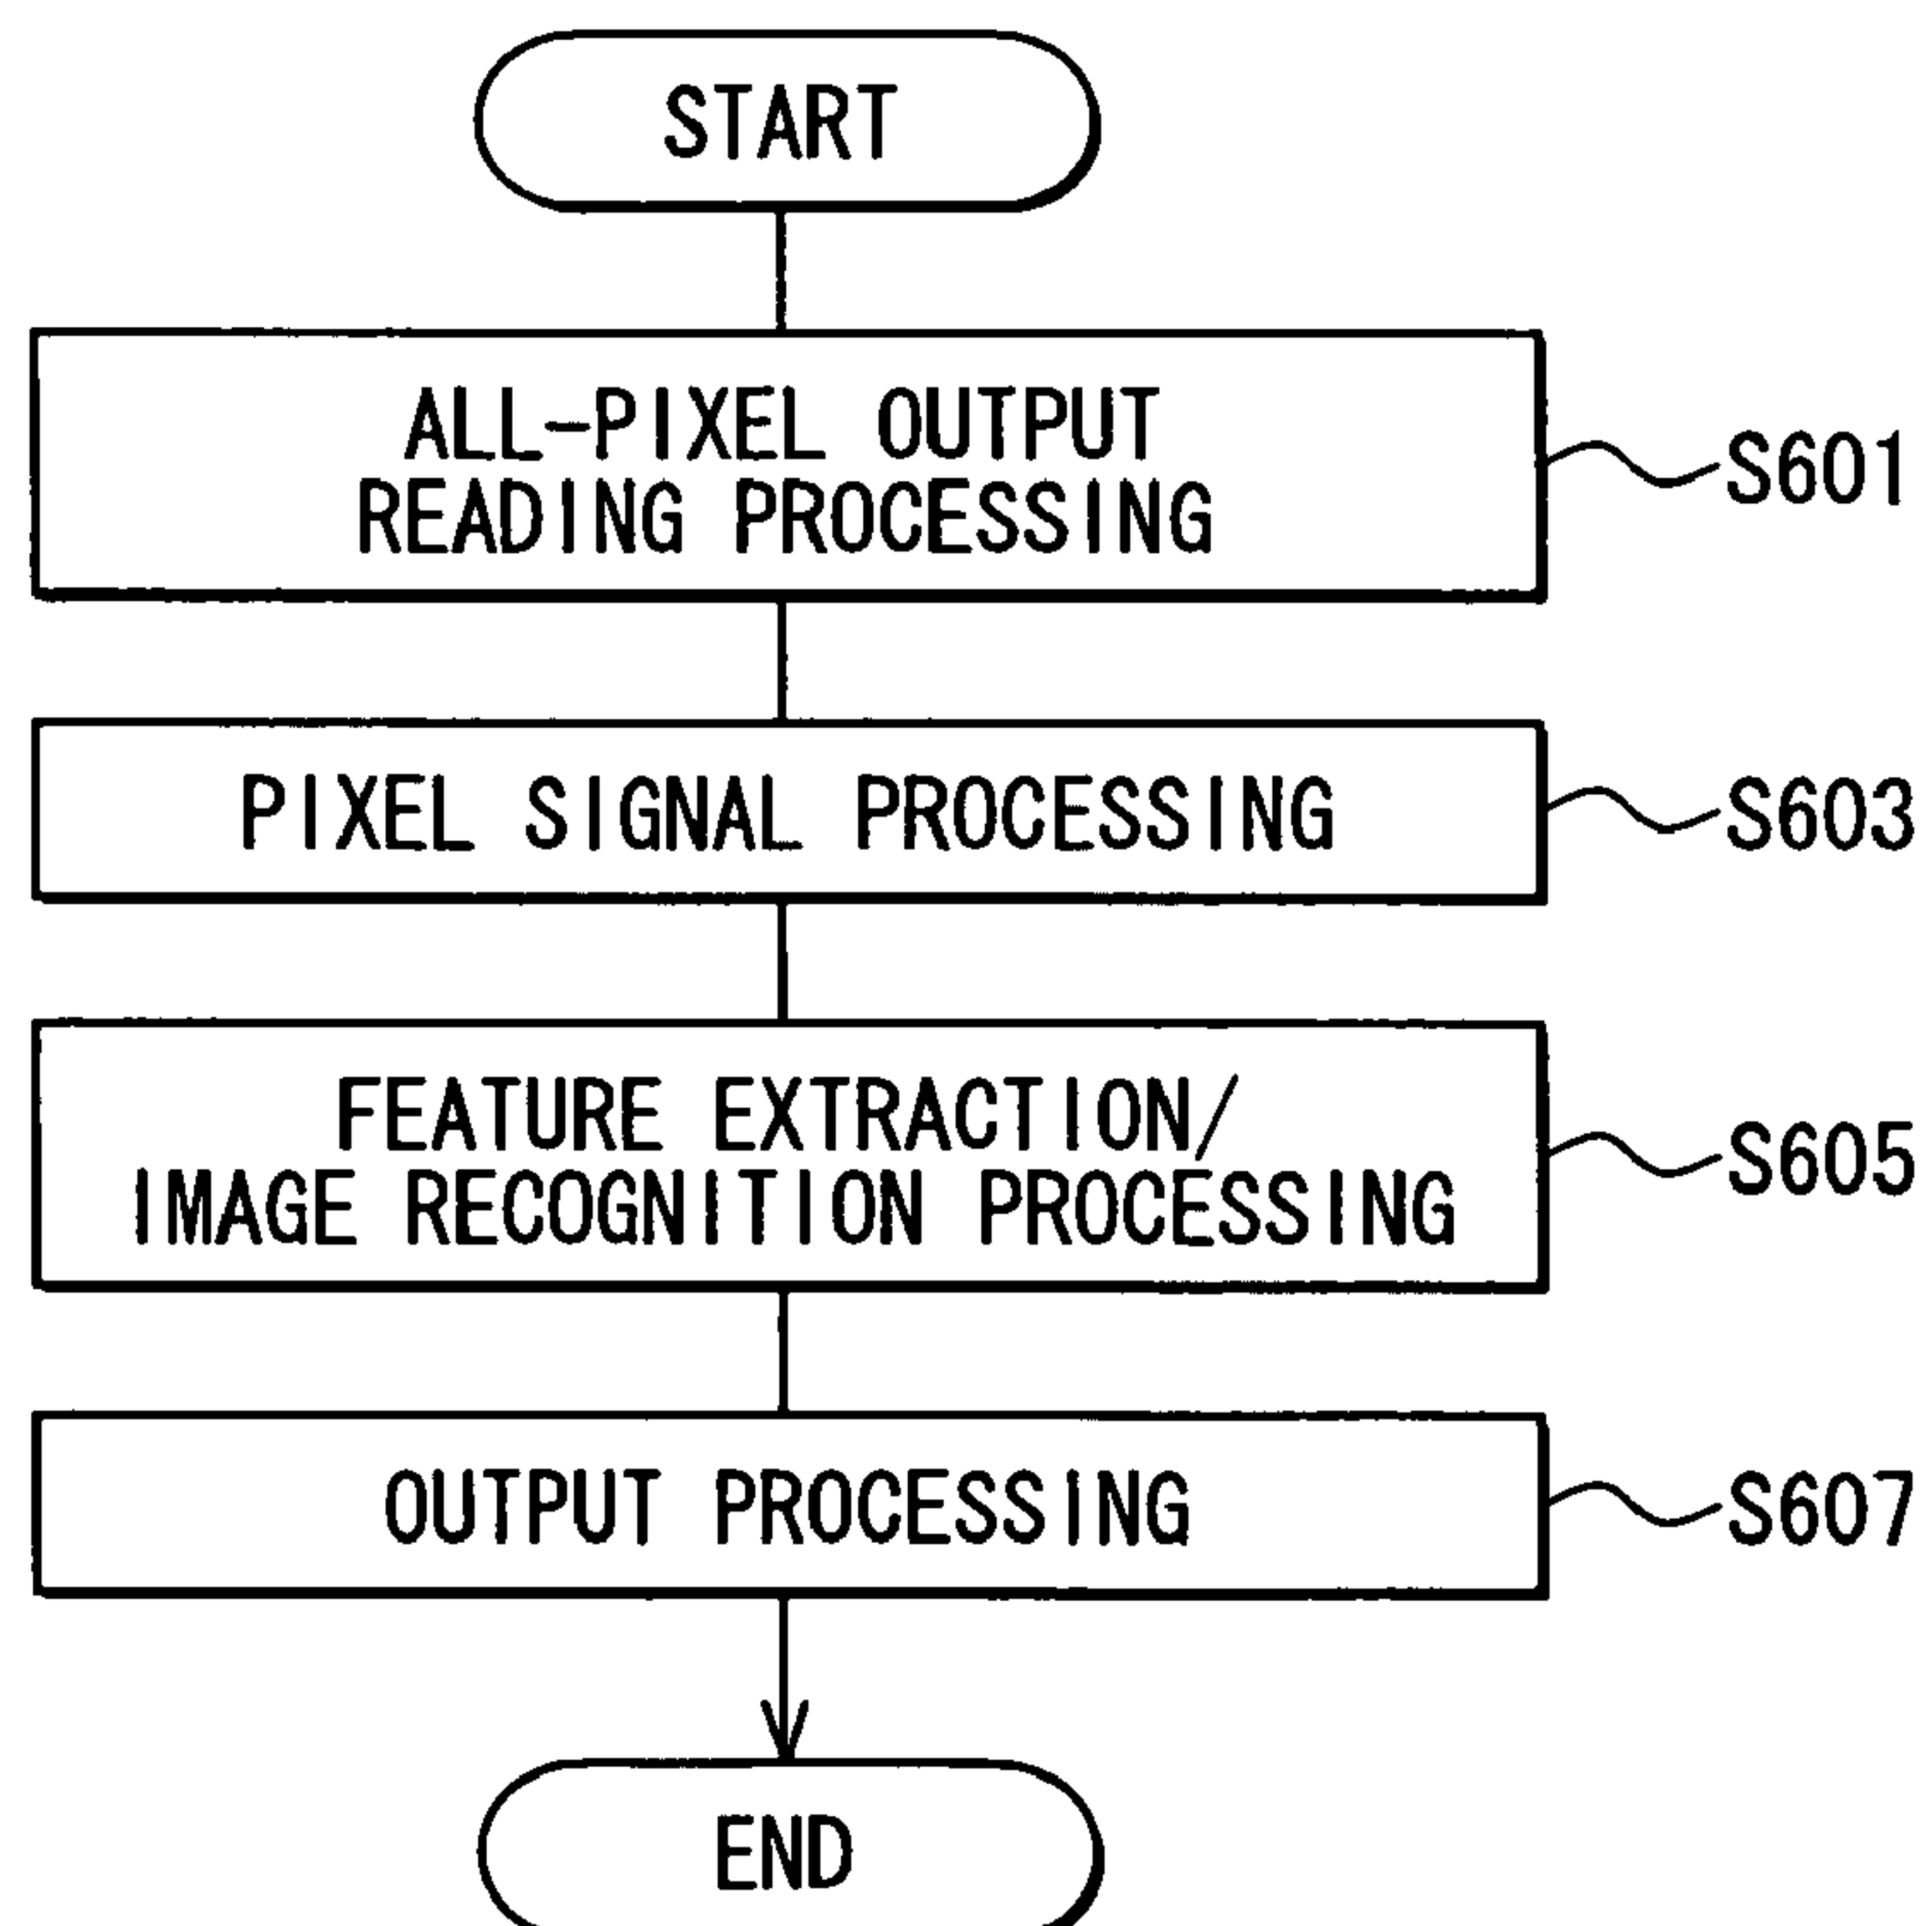 START
ALL-PIXEL OUTPUT
READING PROCESSING
S601
PIXEL SIGNAL PROCESSING
S603
FEATURE EXTRACTION/
IMAGE RECOGNITION PROCESSING
S605
OUTPUT PROCESSING
S607
END